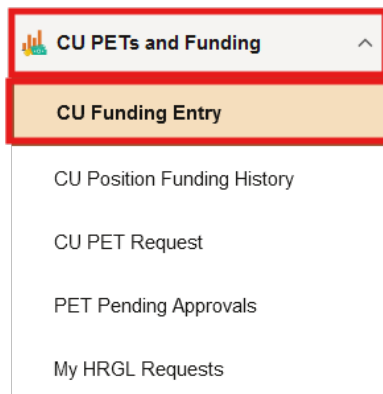 CU PETs and Funding
CU Funding Entry
CU Position Funding History
CU PET Request
PET Pending Approvals
My HRGL Requests